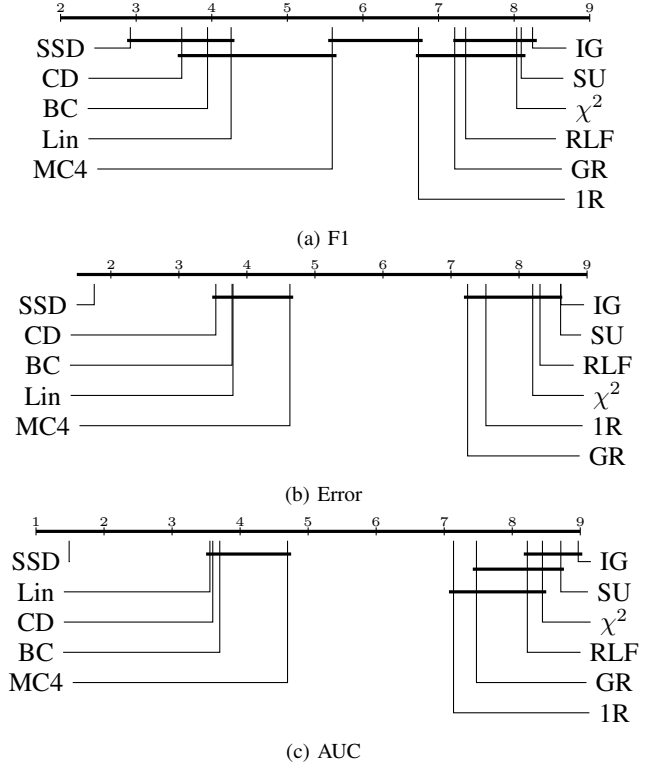 2 3 4 5 6 7 8 9
SSD IG
CD SU
BC χ²
Lin RLF
MC4 GR
1R
(a) F1
2 3 4 5 6 7 8 9
SSD IG
CD SU
BC RLF
Lin χ²
MC4 1R
GR
(b) Error
1 2 3 4 5 6 7 8 9
SSD IG
Lin SU
CD χ²
BC RLF
MC4 GR
1R
(c) AUC